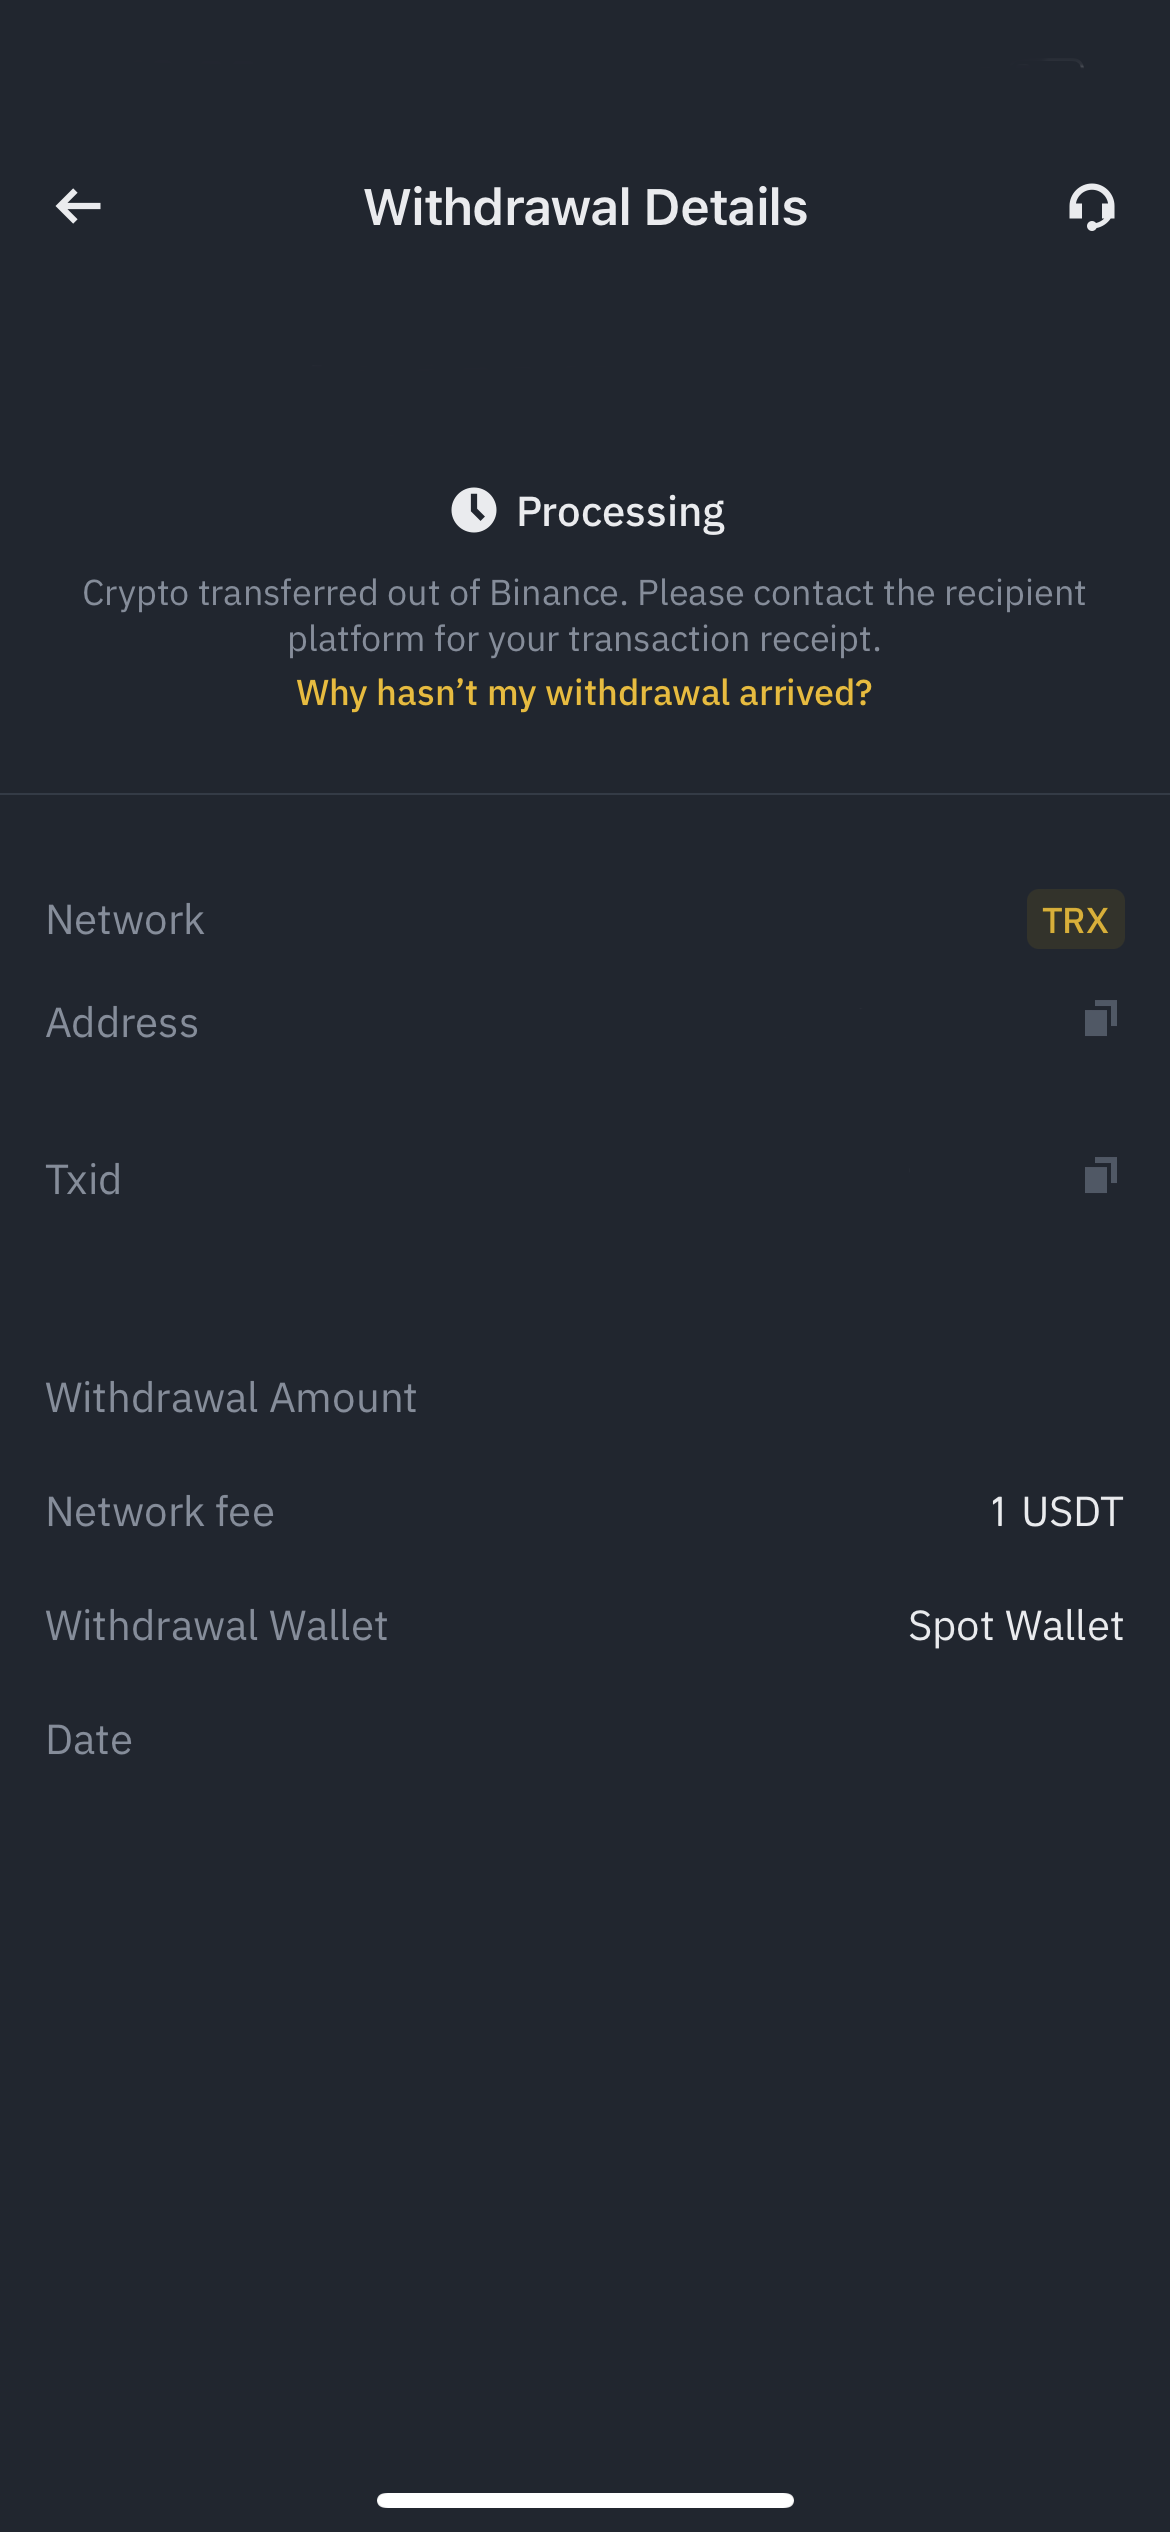 Withdrawal Details
Processing
Crypto transferred out of Binance. Please contact the recipient
platform for your transaction receipt.
Why hasn’t my withdrawal arrived?
Network TRX
Address
Txid
Withdrawal Amount
Network fee 1 USDT
Withdrawal Wallet Spot Wallet
Date